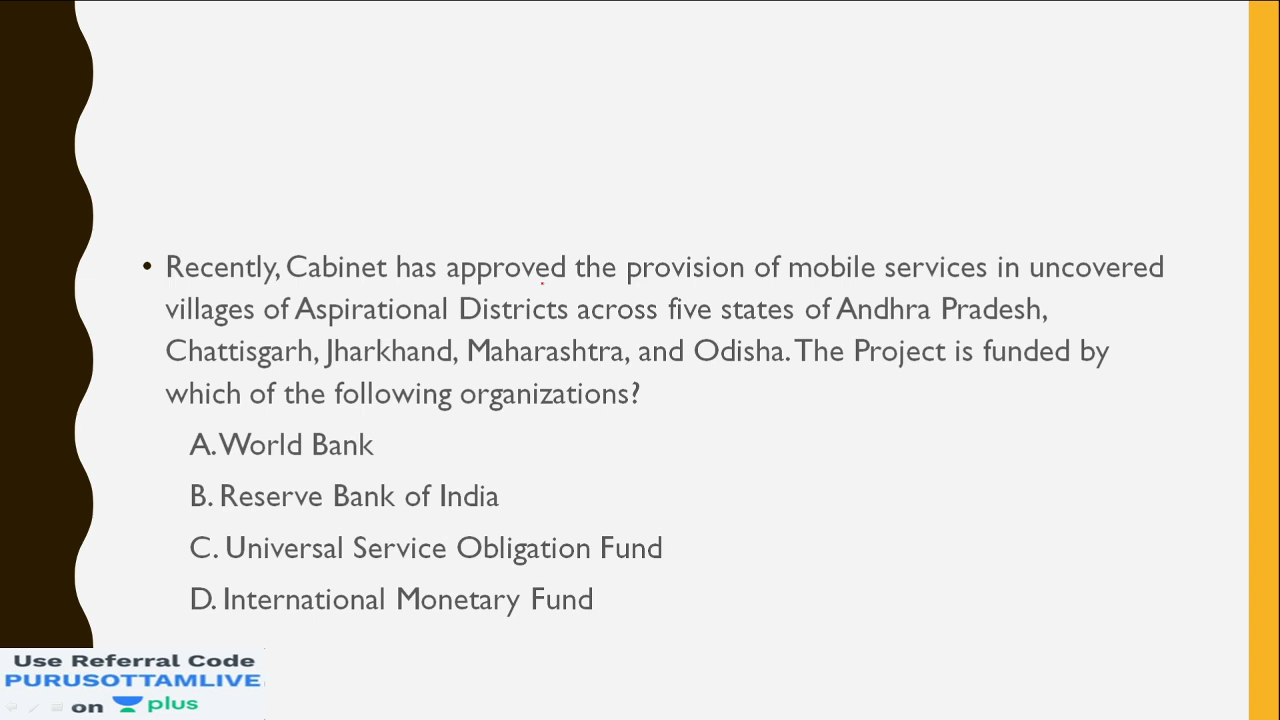 • Recently, Cabinet has approved the provision of mobile services in uncovered
villages of Aspirational Districts across five states of Andhra Pradesh,
Chattisgarh, Jharkhand, Maharashtra, and Odisha. The Project is funded by
which of the following organizations?
A. World Bank
B. Reserve Bank of India
C. Universal Service Obligation Fund
D. International Monetary Fund
Use Referral Code
PURUSOTTAMLIVE
on plus